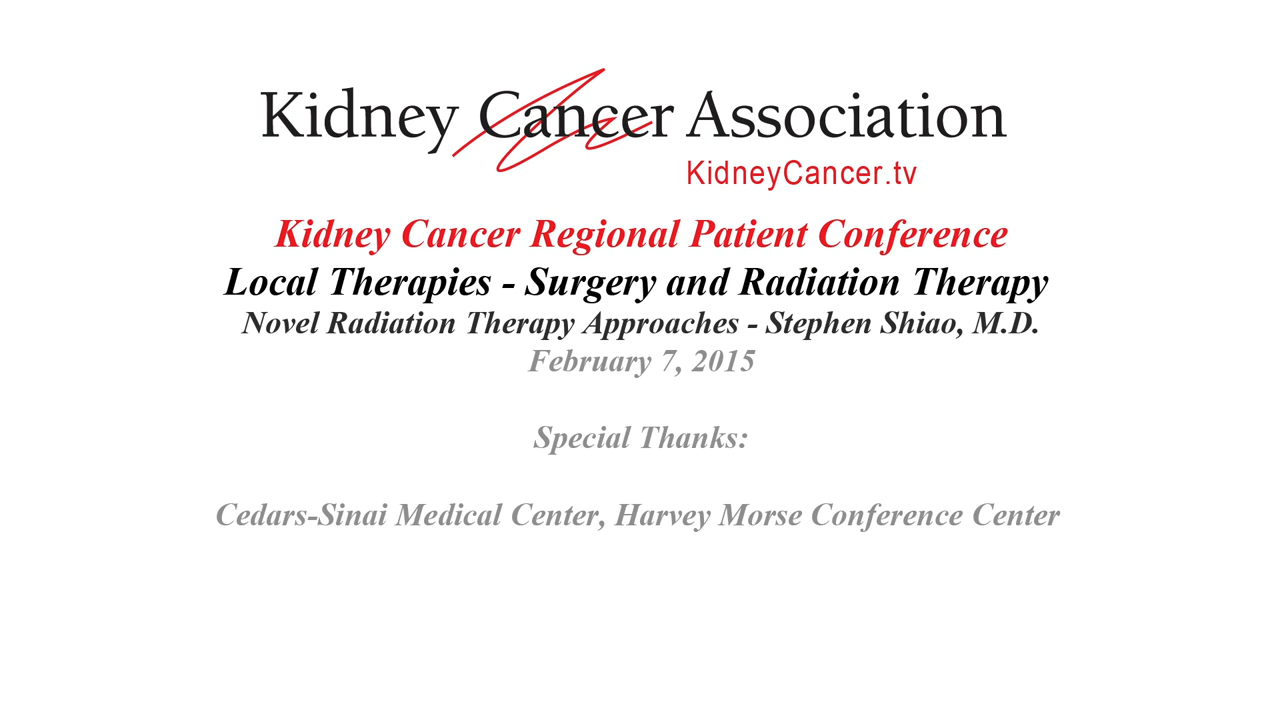 Kidney Cancer Association
KidneyCancer.tv
Kidney Cancer Regional Patient Conference
Local Therapies - Surgery and Radiation Therapy
Novel Radiation Therapy Approaches - Stephen Shiao, M.D.
February 7, 2015
Special Thanks:
Cedars-Sinai Medical Center, Harvey Morse Conference Center